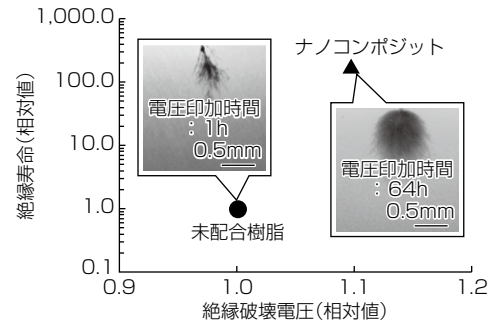 1,000.0
100.0
10.0
1.0
0.1
絶縁寿命(相対値)
電圧印加時間
：1h
0.5mm
未配合樹脂
ナノコンポジット
電圧印加時間
：64h
0.5mm
0.9
1.0
1.1
1.2
絶縁破壊電圧(相対値)